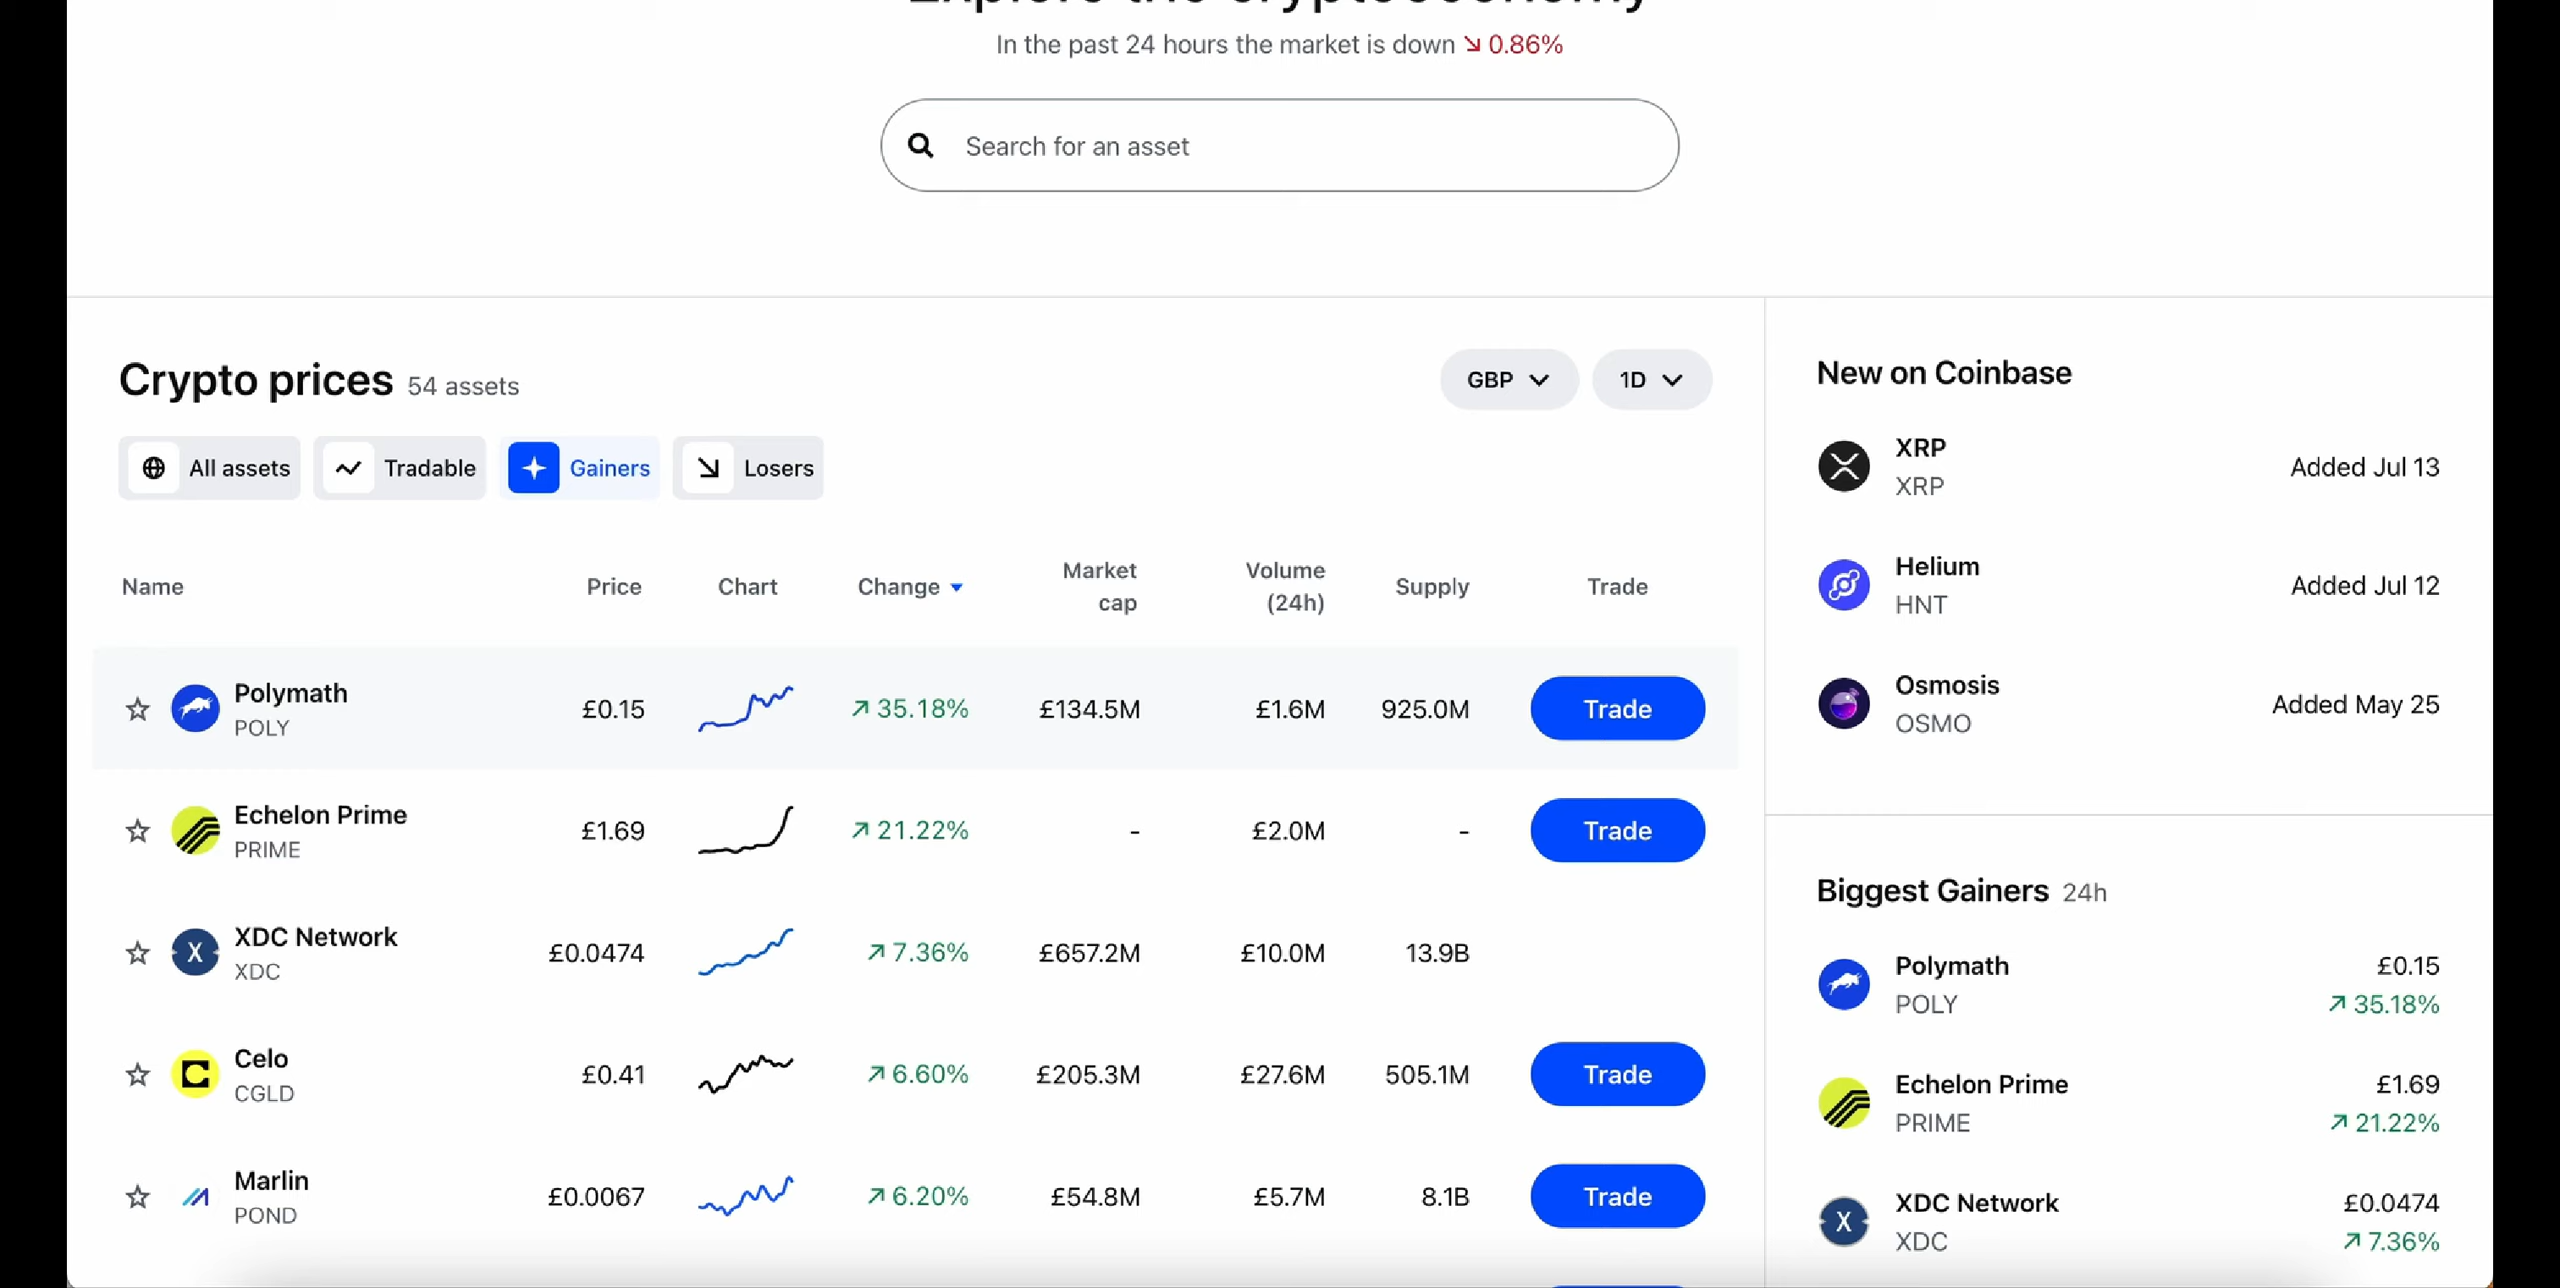 Explore the cryptoeconomy
In the past 24 hours the market is down ↘ 0.86%
Search for an asset
Crypto prices 54 assets
GBP 1D
All assets Tradable Gainers Losers
Name Price Chart Change Market cap Volume (24h) Supply Trade
Polymath
POLY
£0.15 ↗ 35.18% £134.5M £1.6M 925.0M Trade
Echelon Prime
PRIME
£1.69 ↗ 21.22% - £2.0M - Trade
XDC Network
XDC
£0.0474 ↗ 7.36% £657.2M £10.0M 13.9B
Celo
CGLD
£0.41 ↗ 6.60% £205.3M £27.6M 505.1M Trade
Marlin
POND
£0.0067 ↗ 6.20% £54.8M £5.7M 8.1B Trade
New on Coinbase
XRP
XRP
Added Jul 13
Helium
HNT
Added Jul 12
Osmosis
OSMO
Added May 25
Biggest Gainers 24h
Polymath £0.15
POLY ↗ 35.18%
Echelon Prime £1.69
PRIME ↗ 21.22%
XDC Network £0.0474
XDC ↗ 7.36%